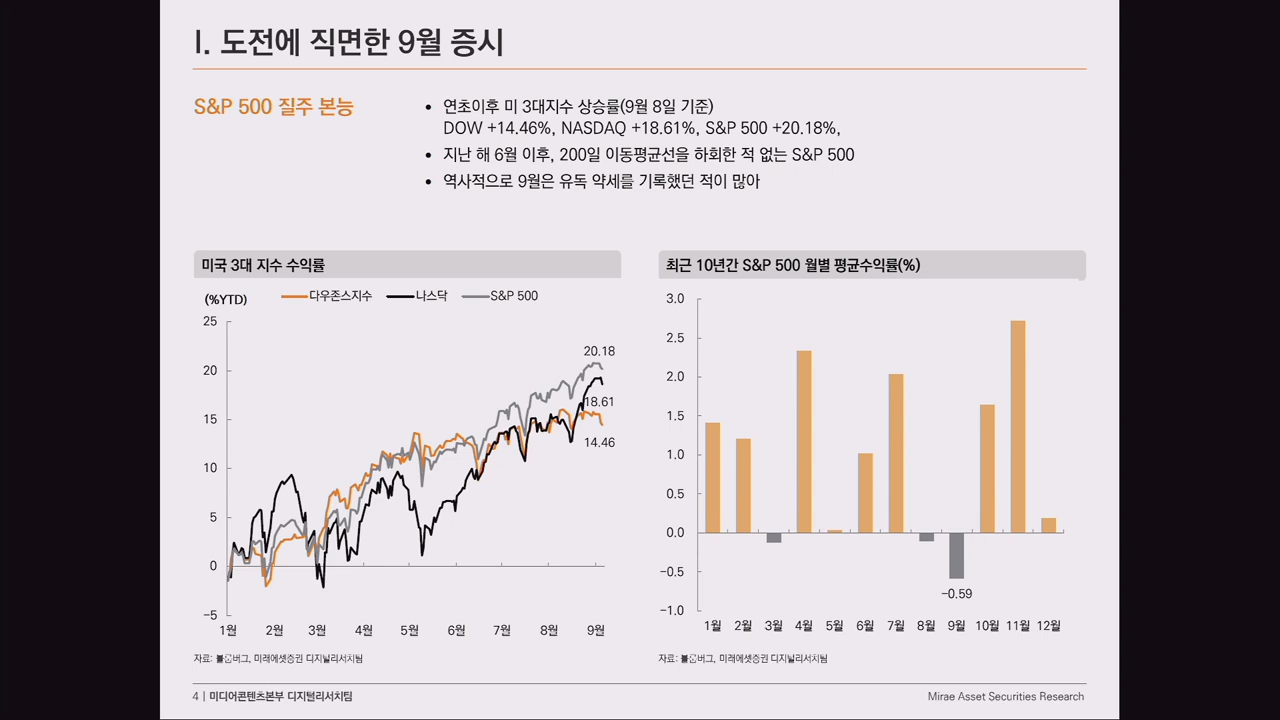 I. 도전에 직면한 9월 증시
S&P 500 질주 본능
• 연초이후 미 3대지수 상승률(9월 8일 기준)
DOW +14.46%, NASDAQ +18.61%, S&P 500 +20.18%,
• 지난 해 6월 이후, 200일 이동평균선을 하회한 적 없는 S&P 500
• 역사적으로 9월은 유독 약세를 기록했던 적이 많아
미국 3대 지수 수익률
(%YTD)
다우존스지수 나스닥 S&P 500
25
20
15
10
5
0
−5
20.18
18.61
14.46
1월 2월 3월 4월 5월 6월 7월 8월 9월
자료: 블룸버그, 미래에셋증권 디지털리서치팀
최근 10년간 S&P 500 월별 평균수익률(%)
3.0
2.5
2.0
1.5
1.0
0.5
0.0
−0.5
−1.0
−0.59
1월 2월 3월 4월 5월 6월 7월 8월 9월 10월 11월 12월
자료: 블룸버그, 미래에셋증권 디지털리서치팀
4 | 미디어콘텐츠본부 디지털리서치팀
Mirae Asset Securities Research